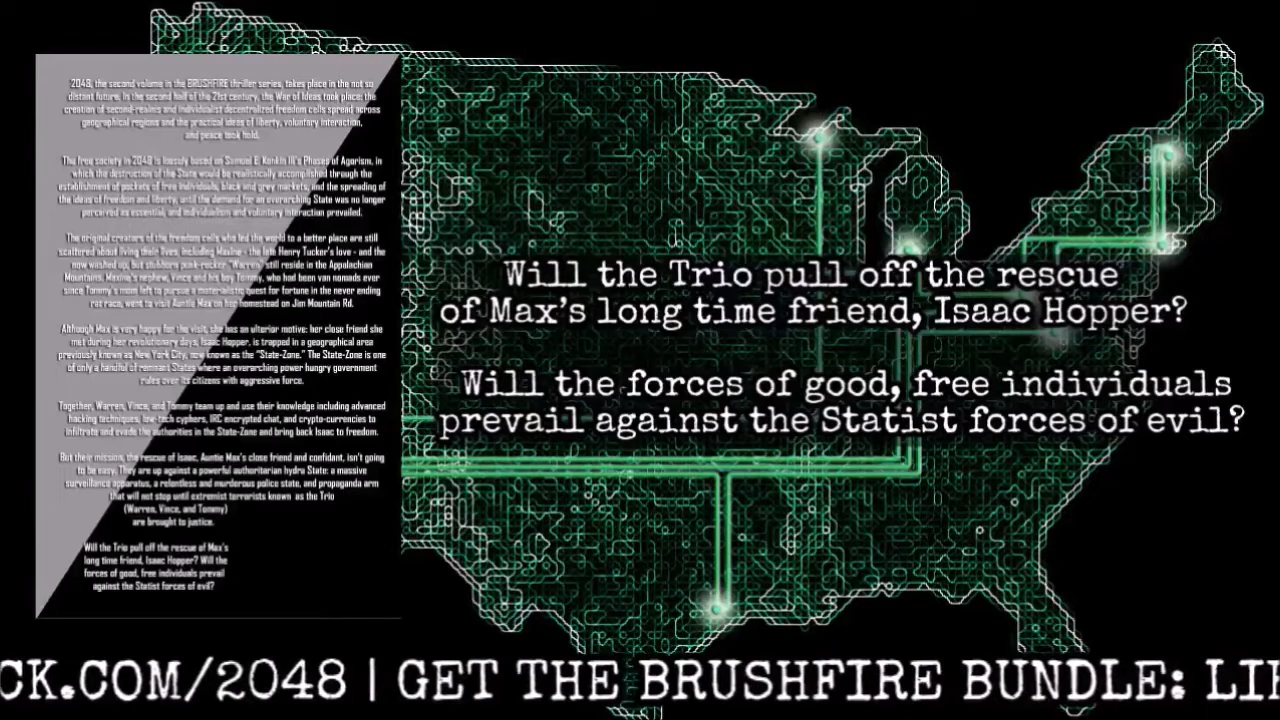 2048, the second volume in the BRUSHFIRE thriller series, takes place in the not so
distant future. In the second half of the 21st century, the War of Ideas took place; the
creation of second-realms and individualist decentralized freedom cells spread across
geographical regions and the practical ideas of liberty, voluntary interaction,
and peace took hold.
The free society in 2048 is loosely based on Samuel E. Konkin III's Phases of Agorism, in
which the destruction of the State would be realistically accomplished through the
establishment of pockets of free individuals, black and grey markets, and the spreading of
the ideas of freedom and liberty, until the demand for an overarching State was no longer
perceived as essential, and individualism and voluntary interaction prevailed.
The original creators of the freedom cells who led the world to a better place are still
scattered about living their lives, including Maxine - the late Henry Tucker's love - and the
now washed up, but stubborn punk-rocker "Warren," still reside in the Appalachian
Mountains. Maxine's nephew, Vince and his boy Tommy, who had been van nomads ever
since Tommy's mom left to pursue a materialistic quest for fortune in the never ending
rat race, went to visit Auntie Max on her homestead on Jim Mountain Rd.
Although Max is very happy for the visit, she has an ulterior motive: her close friend she
met during her revolutionary days, Isaac Hopper, is trapped in a geographical area
previously known as New York City, now known as the "State-Zone." The State-Zone is one
of only a handful of remnant States where an overarching power hungry government
rules over its citizens with aggressive force.
Together, Warren, Vince, and Tommy team up and use their knowledge including advanced
hacking techniques, low-tech cyphers, IRC encrypted chat, and crypto-currencies to
infiltrate and evade the authorities in the State-Zone and bring back Isaac to freedom.
But their mission, the rescue of Isaac, Auntie Max's close friend and confidant, isn't going
to be easy. They are up against a powerful authoritarian hydra State: a massive
surveillance apparatus, a relentless and murderous police state, and propaganda arm
that will not stop until extremist terrorists known as the Trio
(Warren, Vince, and Tommy)
are brought to justice.
Will the Trio pull off the rescue of Max's
long time friend, Isaac Hopper? Will the
forces of good, free individuals prevail
against the Statist forces of evil?
Will the Trio pull off the rescue
of Max's long time friend, Isaac Hopper?
Will the forces of good, free individuals
prevail against the Statist forces of evil?
CK.COM/2048 | GET THE BRUSHFIRE BUNDLE: LI